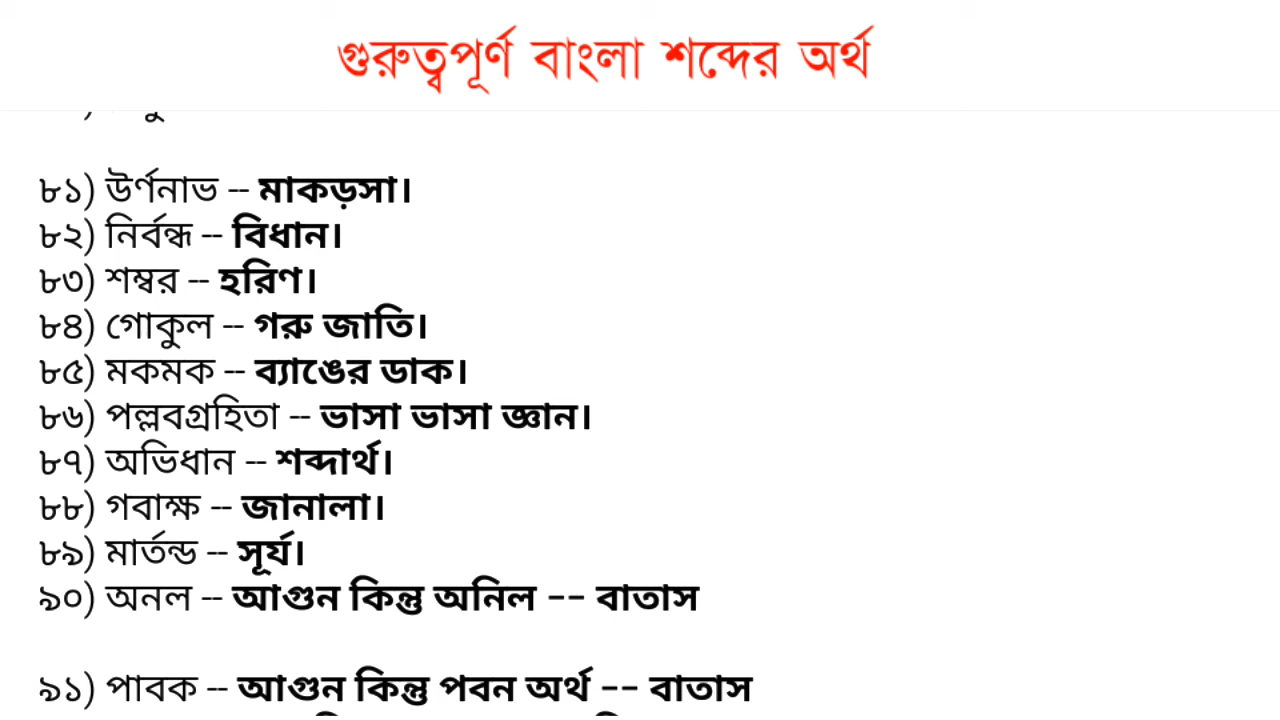 গুরুত্বপূর্ণ বাংলা শব্দের অর্থ
৮১) উর্ণনাভ -- মাকড়সা।
৮২) নির্বন্ধ -- বিধান।
৮৩) শম্বর -- হরিণ।
৮৪) গোকুল -- গরু জাতি।
৮৫) মকমক -- ব্যাঙের ডাক।
৮৬) পল্লবগ্রহিতা -- ভাসা ভাসা জ্ঞান।
৮৭) অভিধান -- শব্দার্থ।
৮৮) গবাক্ষ -- জানালা।
৮৯) মার্তন্ড -- সূর্য।
৯০) অনল -- আগুন কিন্তু অনিল -- বাতাস
৯১) পাবক -- আগুন কিন্তু পবন অর্থ -- বাতাস